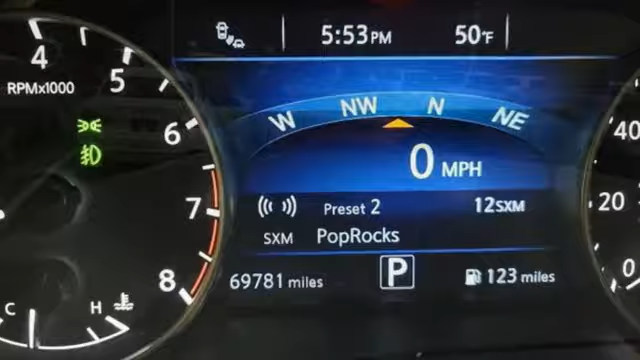 4
RPMx1000
5
6
7
8
C
H
5:53PM
50°F
W
NW
N
NE
0 MPH
Preset 2
12SXM
SXM
PopRocks
69781 miles
P
123 miles
40
20
0